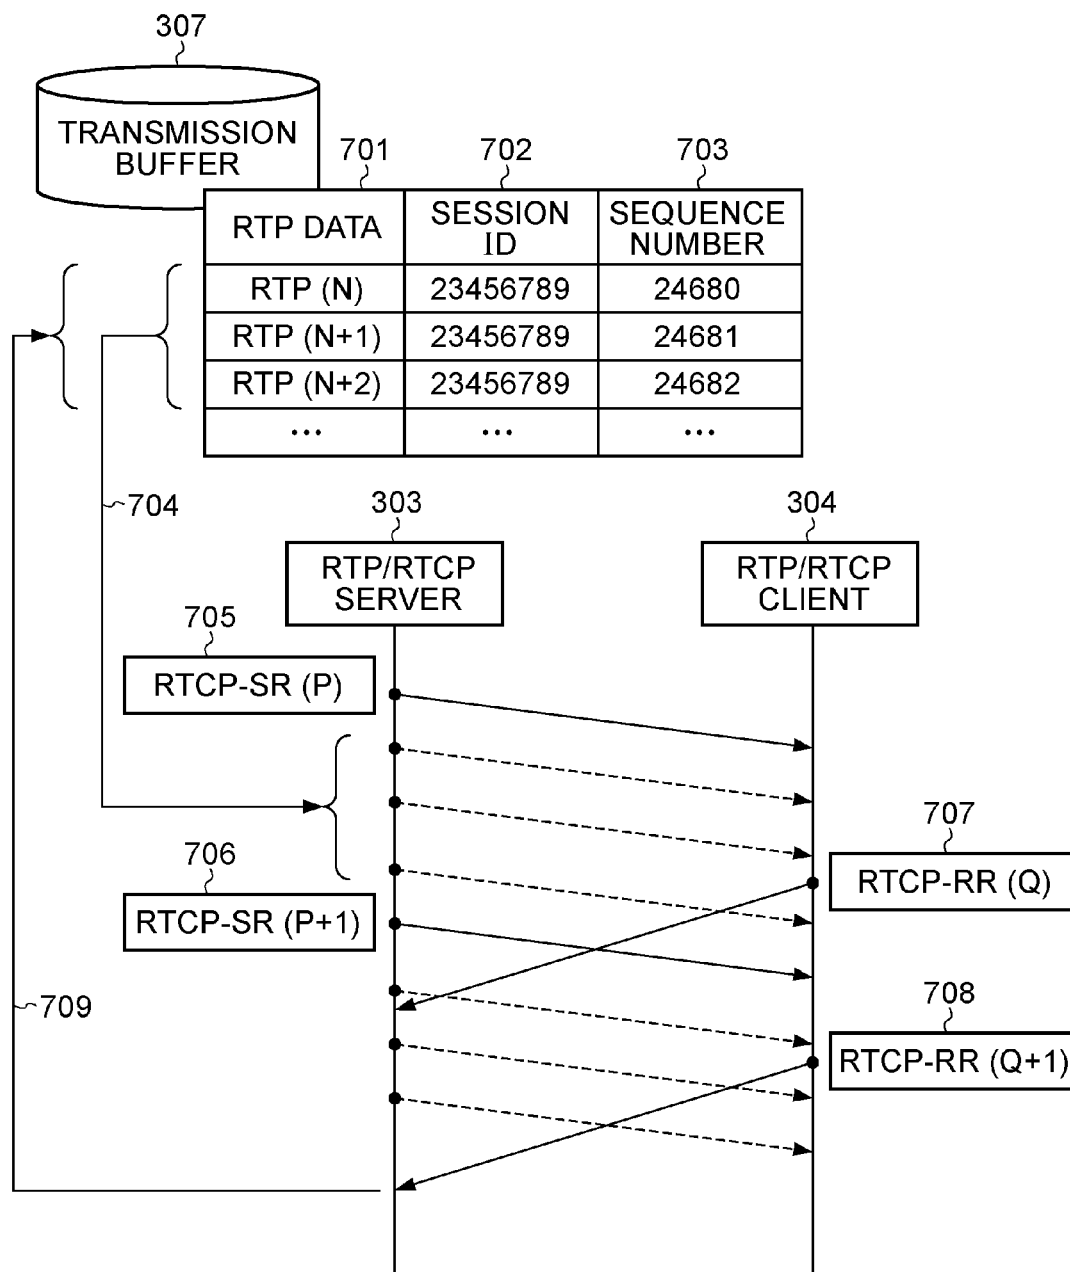 307
TRANSMISSION
BUFFER
701
702
703
RTP DATA
SESSION
ID
SEQUENCE
NUMBER
RTP (N)
23456789
24680
RTP (N+1)
23456789
24681
RTP (N+2)
23456789
24682
...
...
...
704
303
304
RTP/RTCP
SERVER
RTP/RTCP
CLIENT
705
RTCP-SR (P)
707
RTCP-RR (Q)
706
RTCP-SR (P+1)
709
708
RTCP-RR (Q+1)